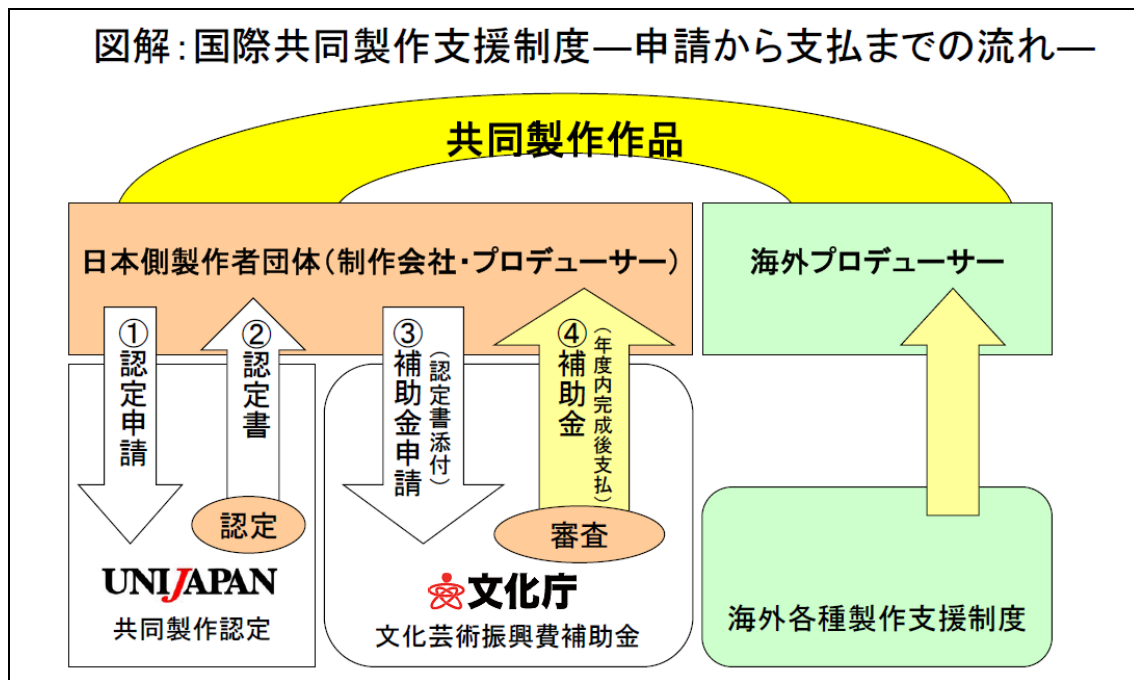 図解:国際共同製作支援制度―申請から支払までの流れ―
共同製作作品
日本側製作者団体(制作会社・プロデューサー)
海外プロデューサー
①認定申請
②認定書
③補助金申請
(認定書添付)
④補助金
(年度内完成後支払)
認定
審査
UNIJAPAN
共同製作認定
文化庁
文化芸術振興費補助金
海外各種製作支援制度